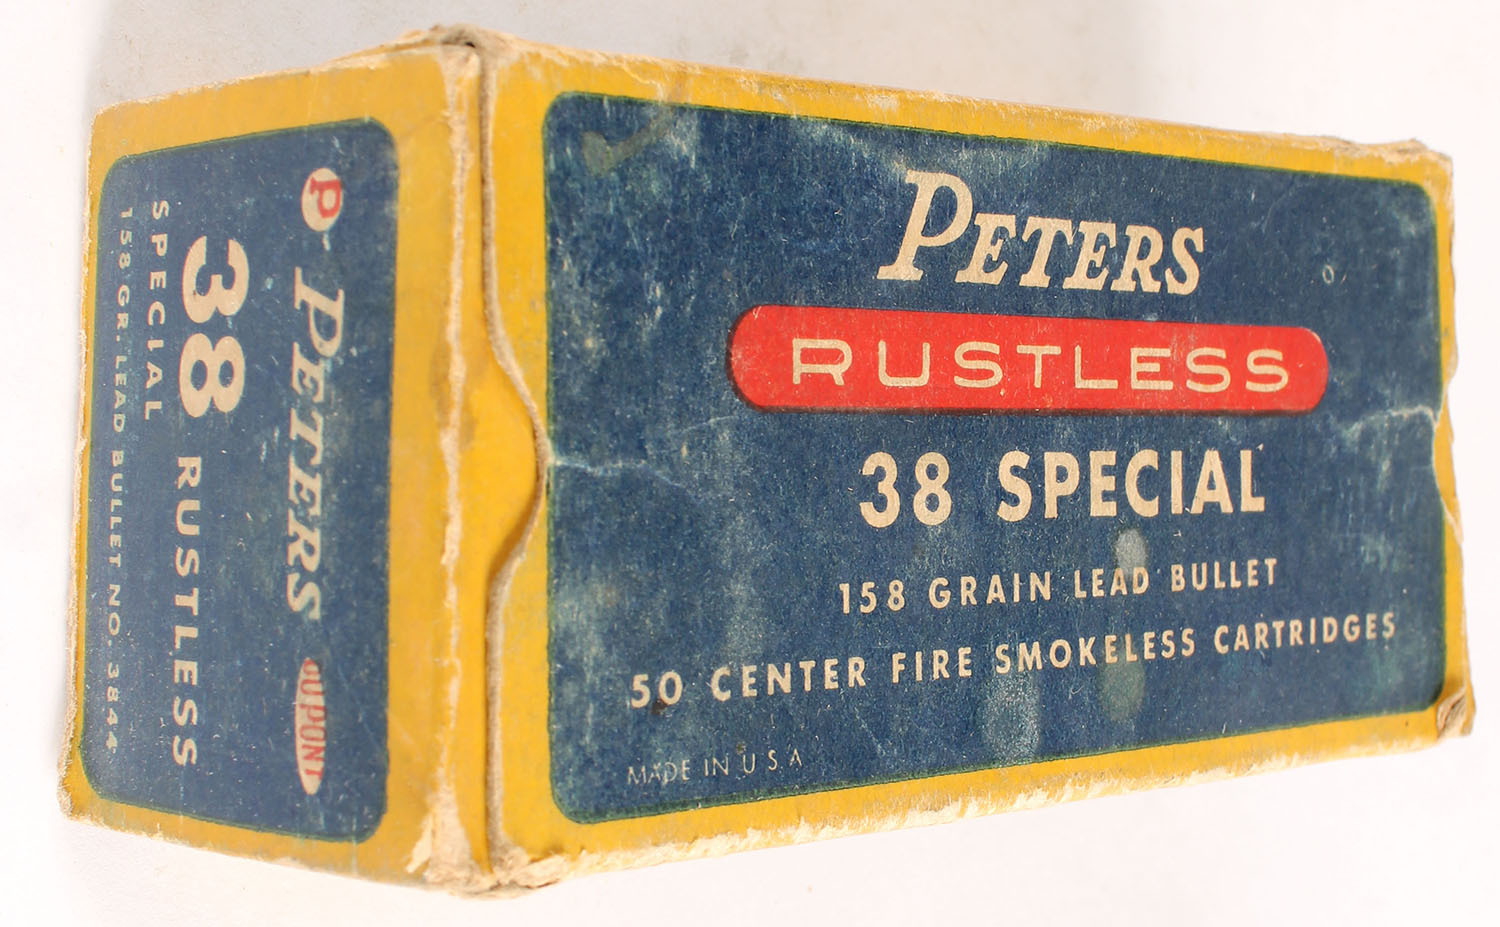 PETERS
RUSTLESS
38 SPECIAL
158 GRAIN LEAD BULLET
50 CENTER FIRE SMOKELESS CARTRIDGES
MADE IN U S A
P PETERS DUPONT
38 RUSTLESS
SPECIAL
158 GR. LEAD BULLET NO. 3844